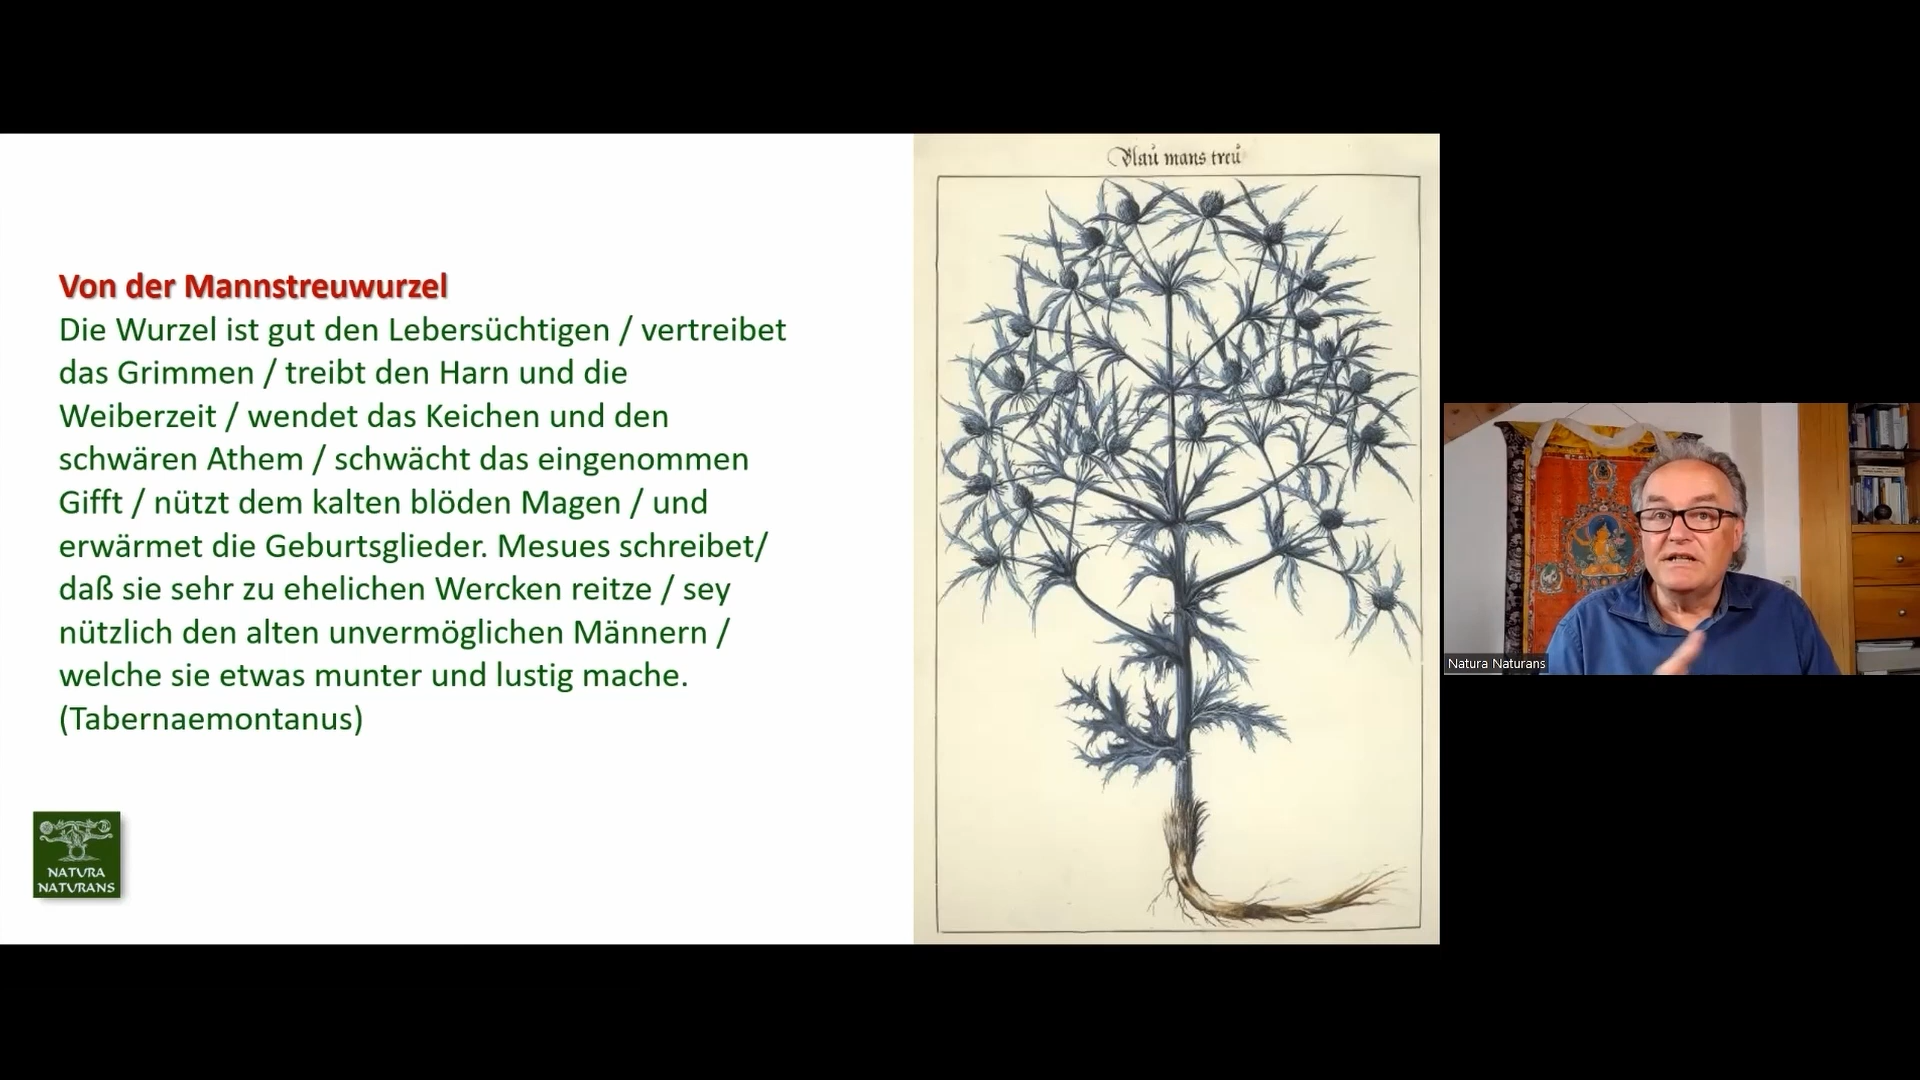 Von der Mannstreuwurzel
Die Wurzel ist gut den Lebersüchtigen / vertreibet
das Grimmen / treibt den Harn und die
Weiberzeit / wendet das Keichen und den
schwären Athem / schwächt das eingenommen
Gifft / nützt dem kalten blöden Magen / und
erwärmet die Geburtsglieder. Mesues schreibet/
daß sie sehr zu ehelichen Wercken reitze / sey
nützlich den alten unvermöglichen Männern /
welche sie etwas munter und lustig mache.
(Tabernaemontanus)
NATURA
NATURANS
Blaů mans treů
Natura Naturans